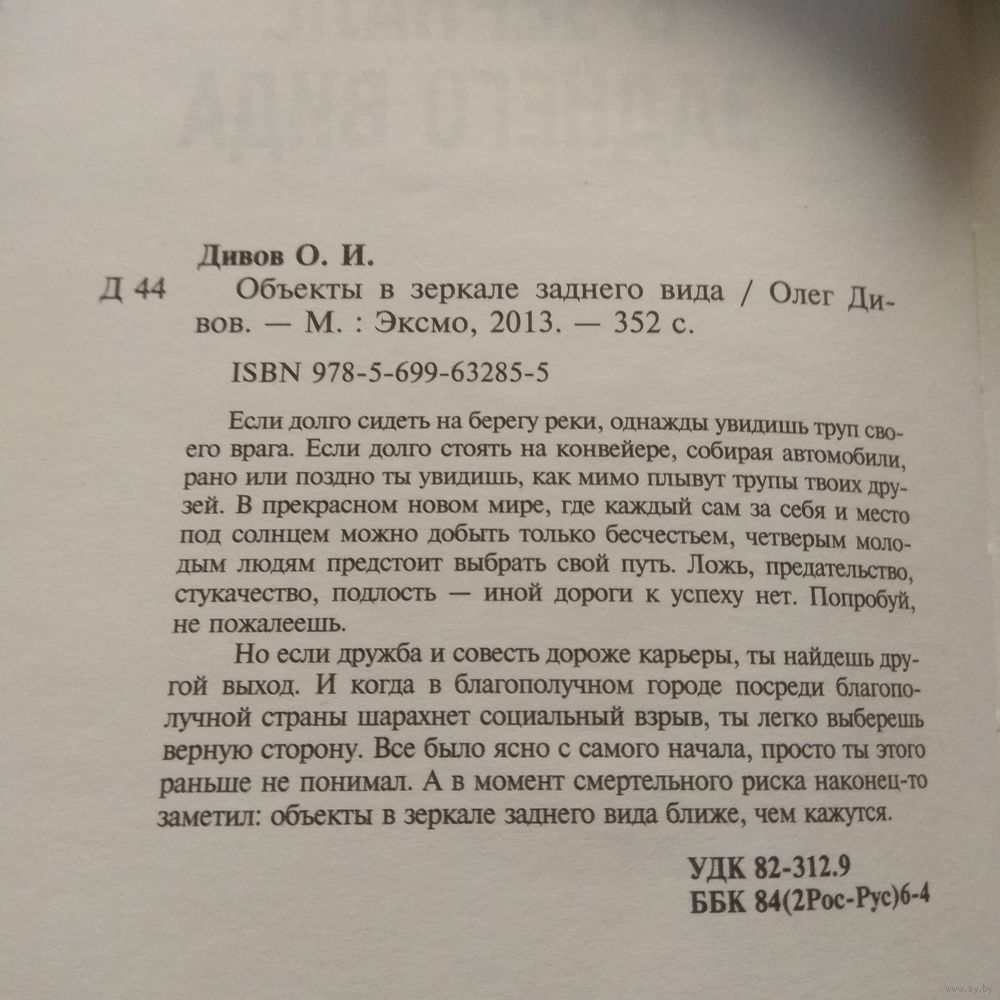 Дивов О. И.
Д 44 Объекты в зеркале заднего вида / Олег Ди-
вов. — М. : Эксмо, 2013. — 352 с.
ISBN 978-5-699-63285-5
Если долго сидеть на берегу реки, однажды увидишь труп сво-
его врага. Если долго стоять на конвейере, собирая автомобили,
рано или поздно ты увидишь, как мимо плывут трупы твоих дру-
зей. В прекрасном новом мире, где каждый сам за себя и место
под солнцем можно добыть только бесчестьем, четверым моло-
дым людям предстоит выбрать свой путь. Ложь, предательство,
стукачество, подлость — иной дороги к успеху нет. Попробуй,
не пожалеешь.
Но если дружба и совесть дороже карьеры, ты найдешь дру-
гой выход. И когда в благополучном городе посреди благопо-
лучной страны шарахнет социальный взрыв, ты легко выберешь
верную сторону. Все было ясно с самого начала, просто ты этого
раньше не понимал. А в момент смертельного риска наконец-то
заметил: объекты в зеркале заднего вида ближе, чем кажутся.
УДК 82-312.9
ББК 84(2Рос-Рус)6-4
www.ay.by